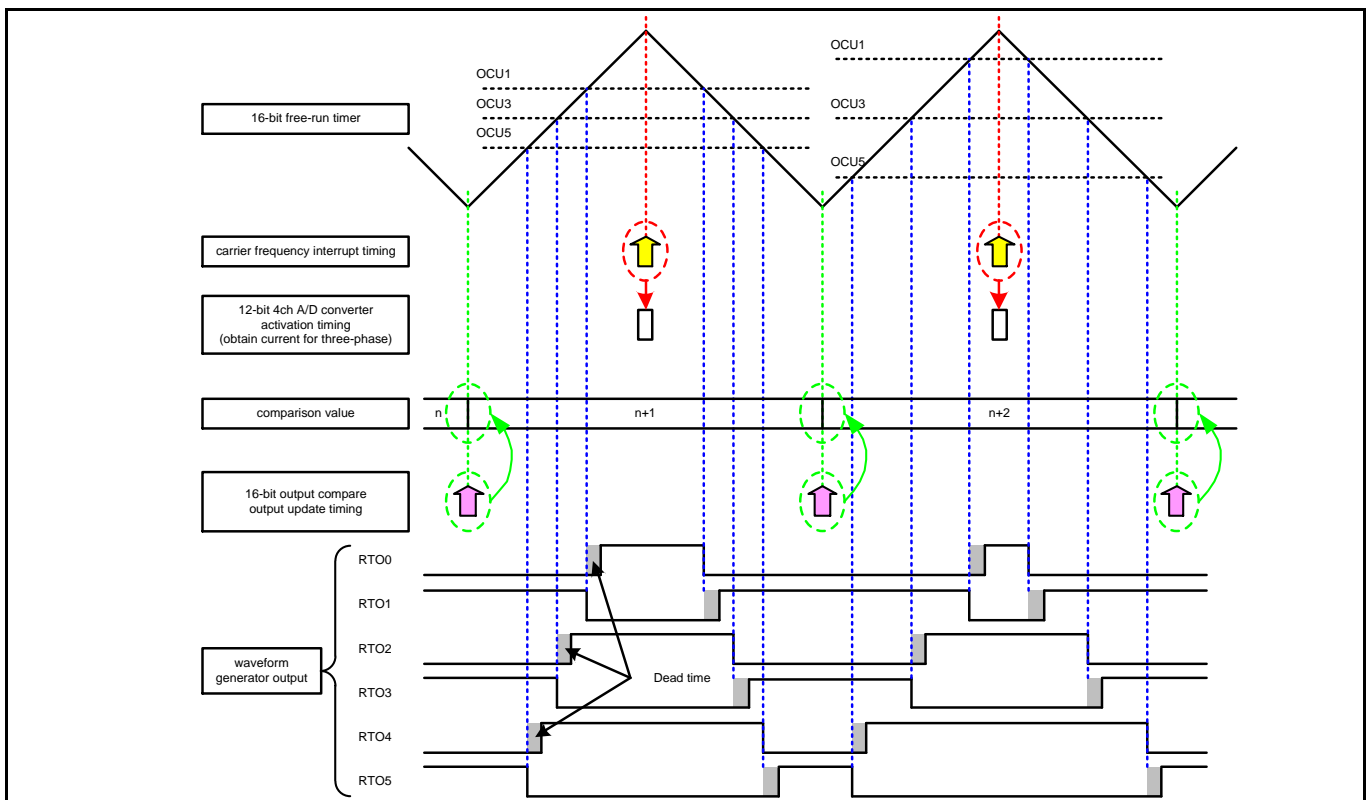 OCU1
OCU1
OCU3
OCU3
16-bit free-run timer
OCU5
OCU5
carrier frequency interrupt timing
12-bit 4ch A/D converter
activation timing
(obtain current for three-phase)
comparison value
n
n+1
n+2
16-bit output compare
output update timing
RTO0
RTO1
RTO2
waveform
generator output
Dead time
RTO3
RTO4
RTO5